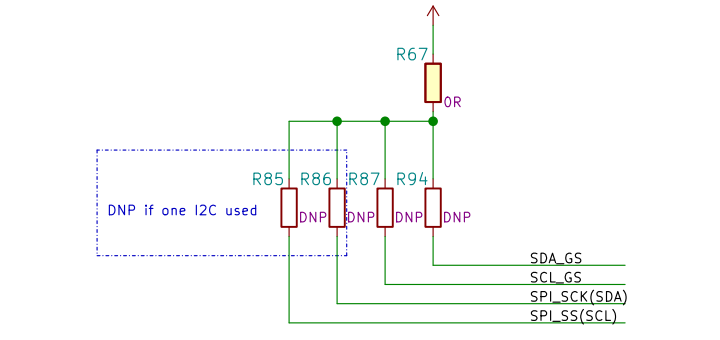 R67
0R
R85 R86 R87 R94
DNP if one I2C used
DNP DNP DNP DNP
SDA_GS
SCL_GS
SPI_SCK(SDA)
SPI_SS(SCL)